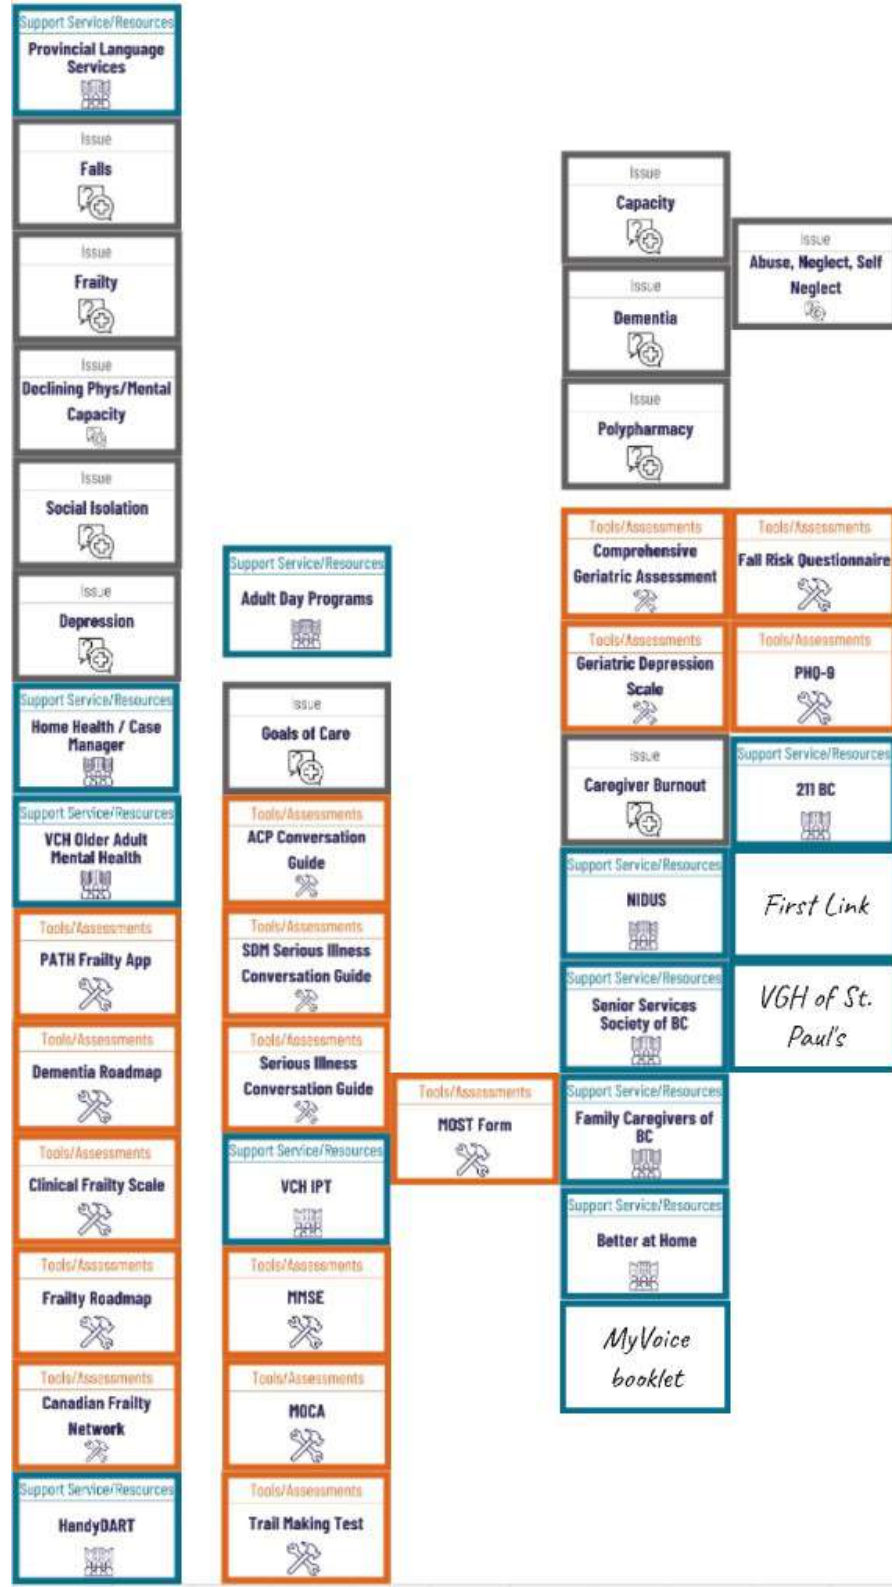 Support Service/Resources
Provincial Language
Services
Issue
Falls
Issue
Frailty
Issue
Declining Phys/Mental
Capacity
Issue
Social Isolation
Issue
Depression
Support Service/Resources
Home Health / Case
Manager
Support Service/Resources
VCH Older Adult
Mental Health
Tools/Assessments
PATH Frailty App
Tools/Assessments
Dementia Roadmap
Tools/Assessments
Clinical Frailty Scale
Tools/Assessments
Frailty Roadmap
Tools/Assessments
Canadian Frailty
Network
Support Service/Resources
HandyDART
Support Service/Resources
Adult Day Programs
Issue
Goals of Care
Tools/Assessments
ACP Conversation
Guide
Tools/Assessments
SDM Serious Illness
Conversation Guide
Tools/Assessments
Serious Illness
Conversation Guide
Support Service/Resources
VCH IPT
Tools/Assessments
MMSE
Tools/Assessments
MOCA
Tools/Assessments
Trail Making Test
Tools/Assessments
MOST Form
Issue
Capacity
Issue
Dementia
Issue
Polypharmacy
Tools/Assessments
Comprehensive
Geriatric Assessment
Tools/Assessments
Geriatric Depression
Scale
Issue
Caregiver Burnout
Support Service/Resources
NIDUS
Support Service/Resources
Senior Services
Society of BC
Support Service/Resources
Family Caregivers of
BC
Support Service/Resources
Better at Home
MyVoice
booklet
Issue
Abuse, Neglect, Self
Neglect
Tools/Assessments
Fall Risk Questionnaire
Tools/Assessments
PHQ-9
Support Service/Resources
211 BC
First Link
VGH of St.
Paul's